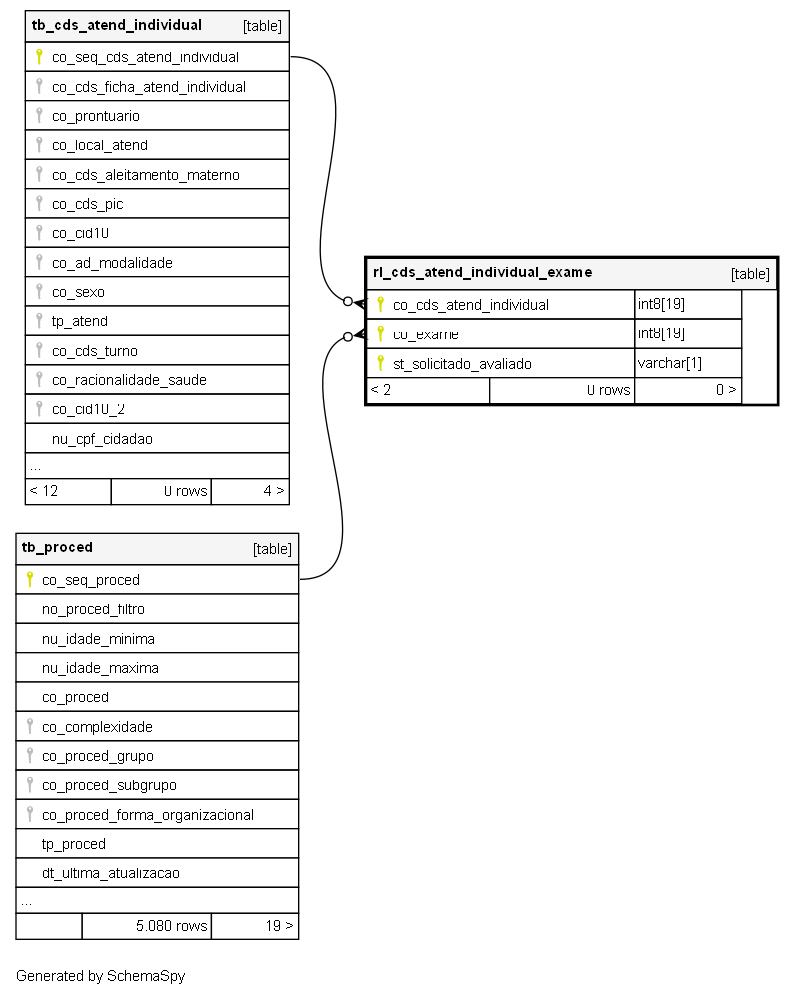 tb_cds_atend_individual [table]
co_seq_cds_atend_individual
co_cds_ficha_atend_individual
co_prontuario
co_local_atend
co_cds_aleitamento_materno
co_cds_pic
co_cid10
co_ad_modalidade
co_sexo
tp_atend
co_cds_turno
co_racionalidade_saude
co_cid10_2
nu_cpf_cidadao
...
< 12 0 rows 4 >
rl_cds_atend_individual_exame [table]
co_cds_atend_individual int8[19]
co_exame int8[19]
st_solicitado_avaliado varchar[1]
< 2 0 rows 0 >
tb_proced [table]
co_seq_proced
no_proced_filtro
nu_idade_minima
nu_idade_maxima
co_proced
co_complexidade
co_proced_grupo
co_proced_subgrupo
co_proced_forma_organizacional
tp_proced
dt_ultima_atualizacao
...
5.080 rows 19 >
Generated by SchemaSpy